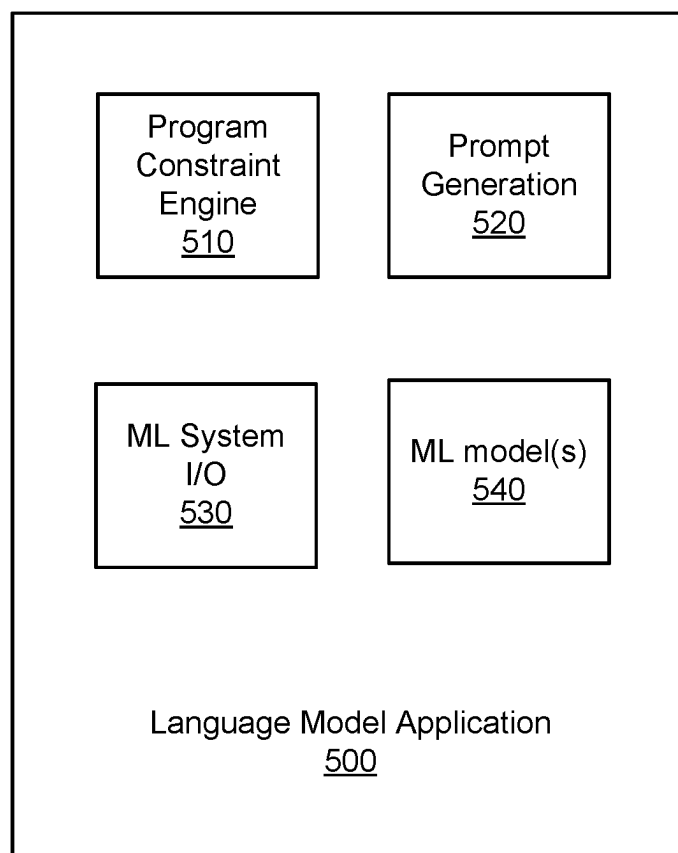 Program
Constraint
Engine
510
Prompt
Generation
520
ML System
I/O
530
ML model(s)
540
Language Model Application
500